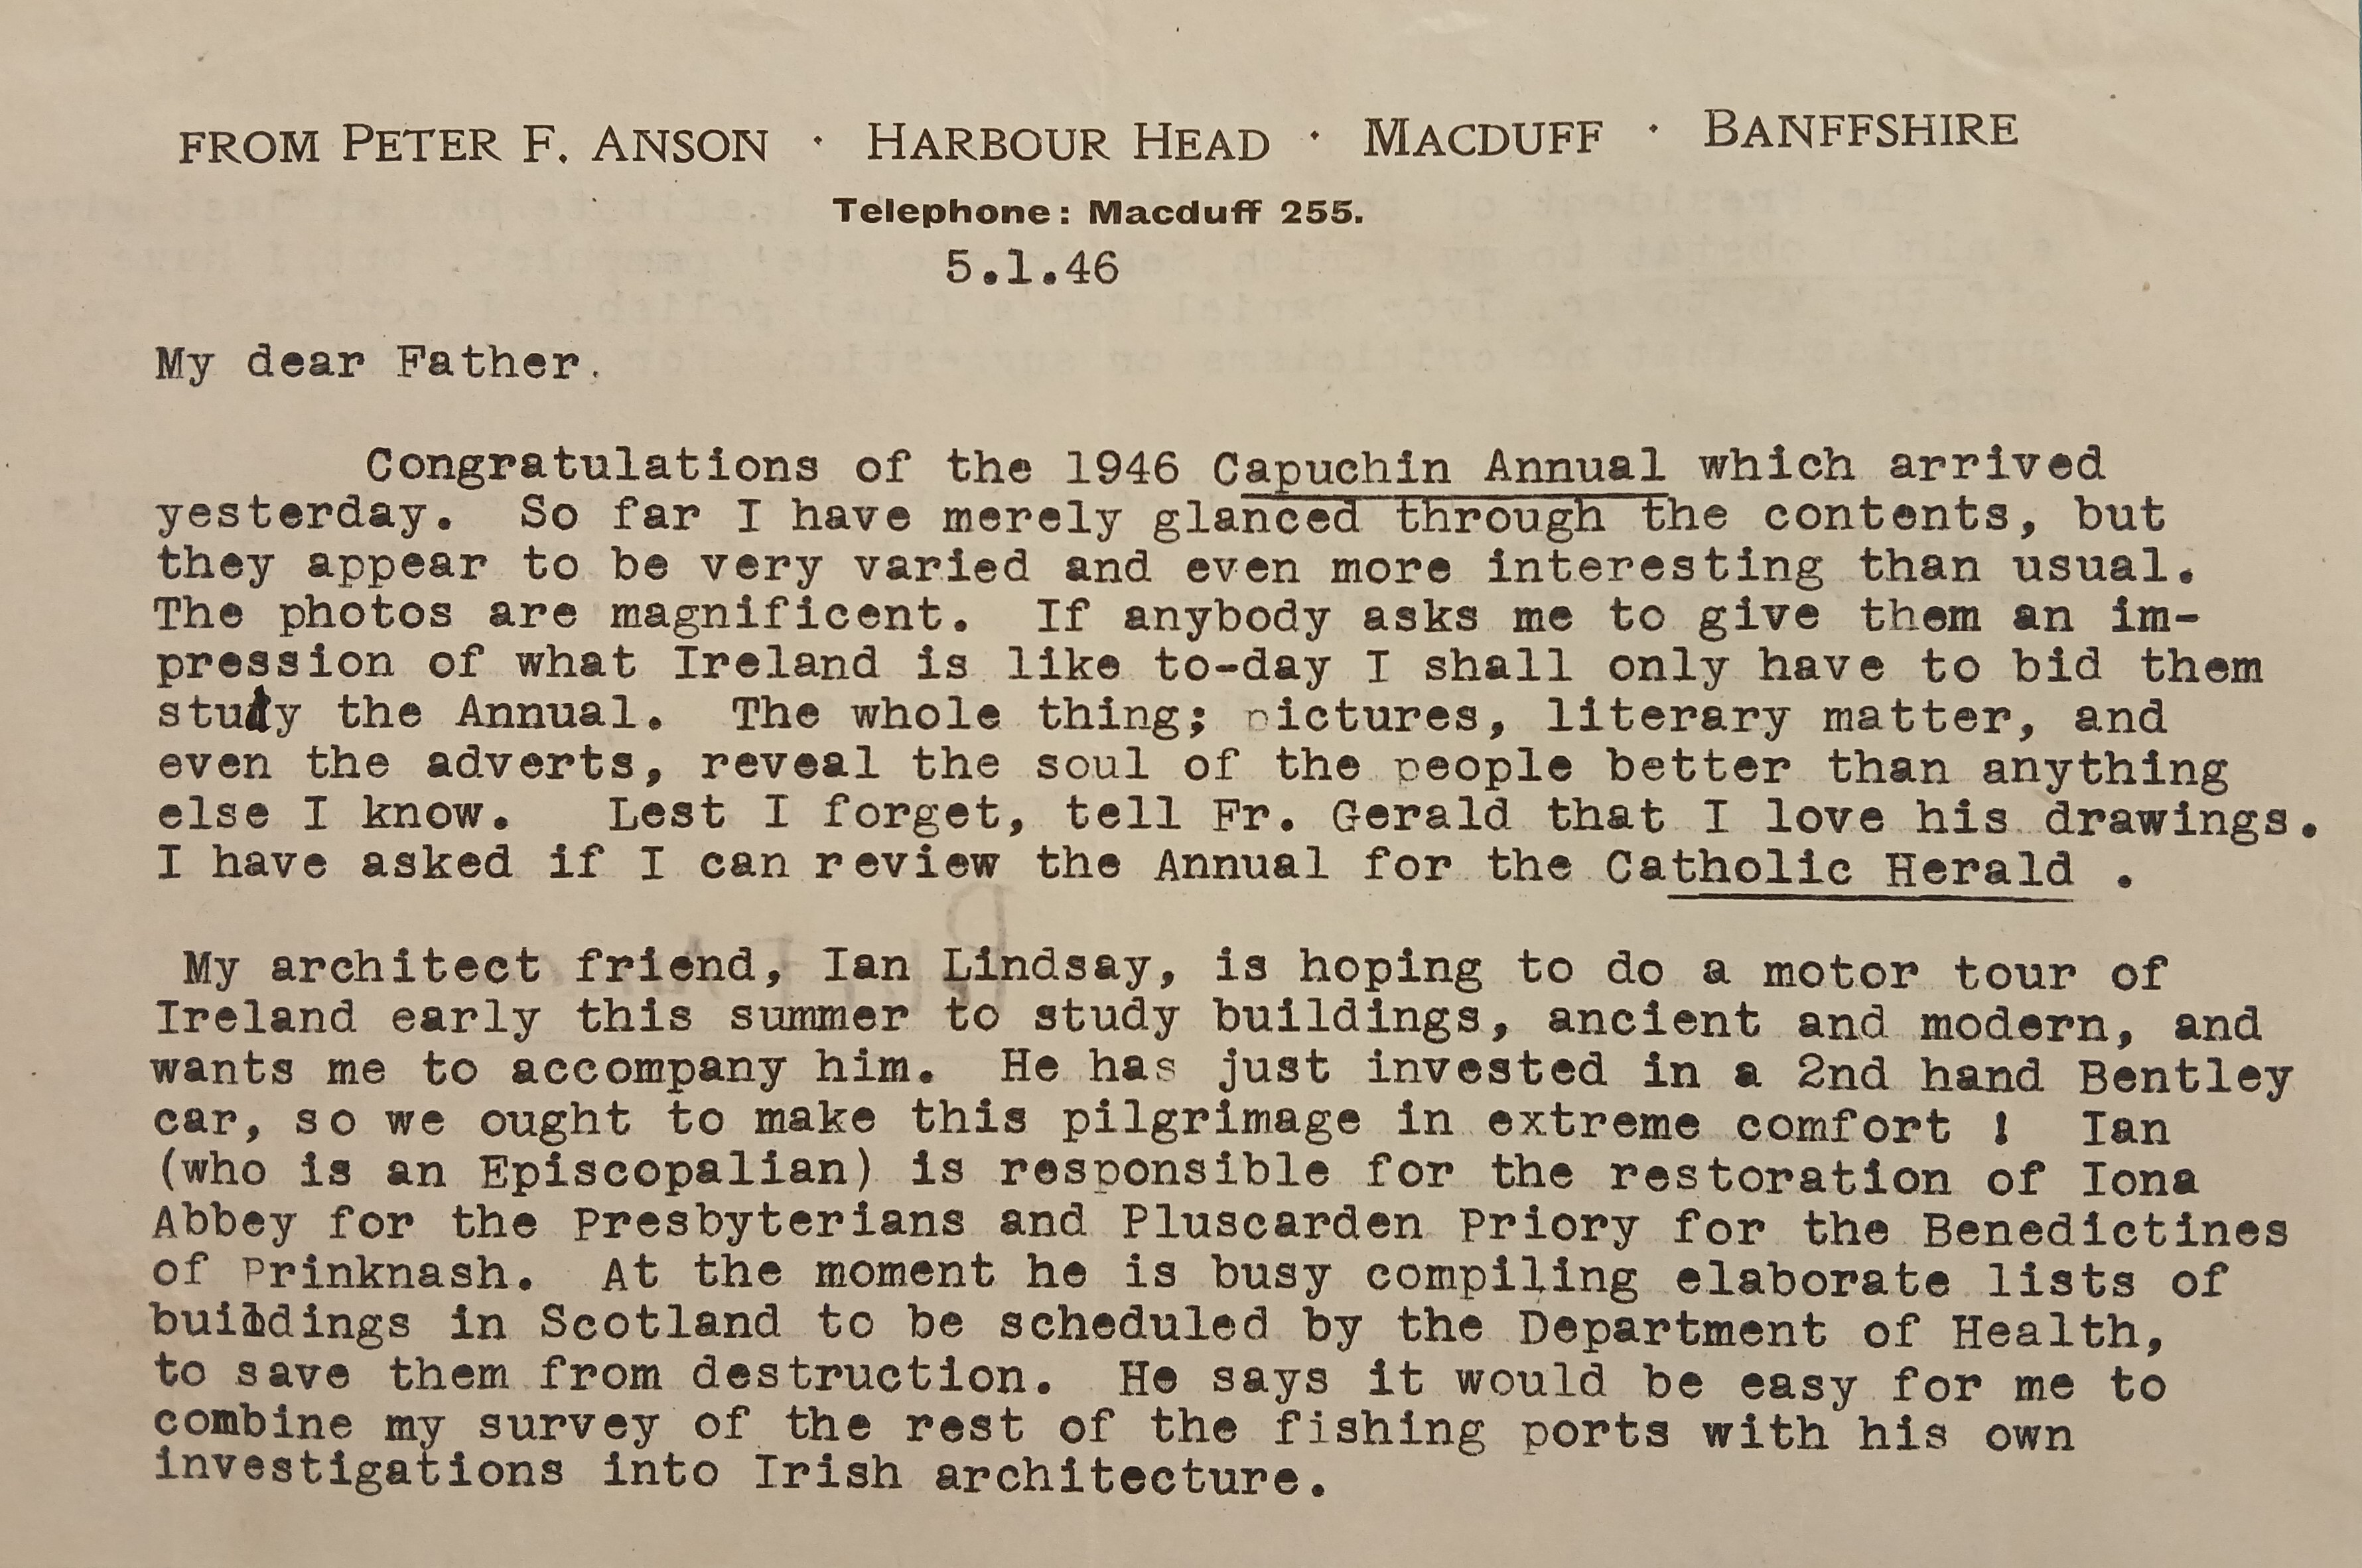 FROM PETER F. ANSON · HARBOUR HEAD · MACDUFF · BANFFSHIRE
Telephone: Macduff 255.
5.1.46
My dear Father.
Congratulations of the 1946 Capuchin Annual which arrived
yesterday. So far I have merely glanced through the contents, but
they appear to be very varied and even more interesting than usual.
The photos are magnificent. If anybody asks me to give them an im-
pression of what Ireland is like to-day I shall only have to bid them
study the Annual. The whole thing; pictures, literary matter, and
even the adverts, reveal the soul of the people better than anything
else I know. Lest I forget, tell Fr. Gerald that I love his drawings.
I have asked if I can review the Annual for the Catholic Herald .
My architect friend, Ian Lindsay, is hoping to do a motor tour of
Ireland early this summer to study buildings, ancient and modern, and
wants me to accompany him. He has just invested in a 2nd hand Bentley
car, so we ought to make this pilgrimage in extreme comfort ! Ian
(who is an Episcopalian) is responsible for the restoration of Iona
Abbey for the Presbyterians and Pluscarden Priory for the Benedictines
of Prinknash. At the moment he is busy compiling elaborate lists of
buildings in Scotland to be scheduled by the Department of Health,
to save them from destruction. He says it would be easy for me to
combine my survey of the rest of the fishing ports with his own
investigations into Irish architecture.